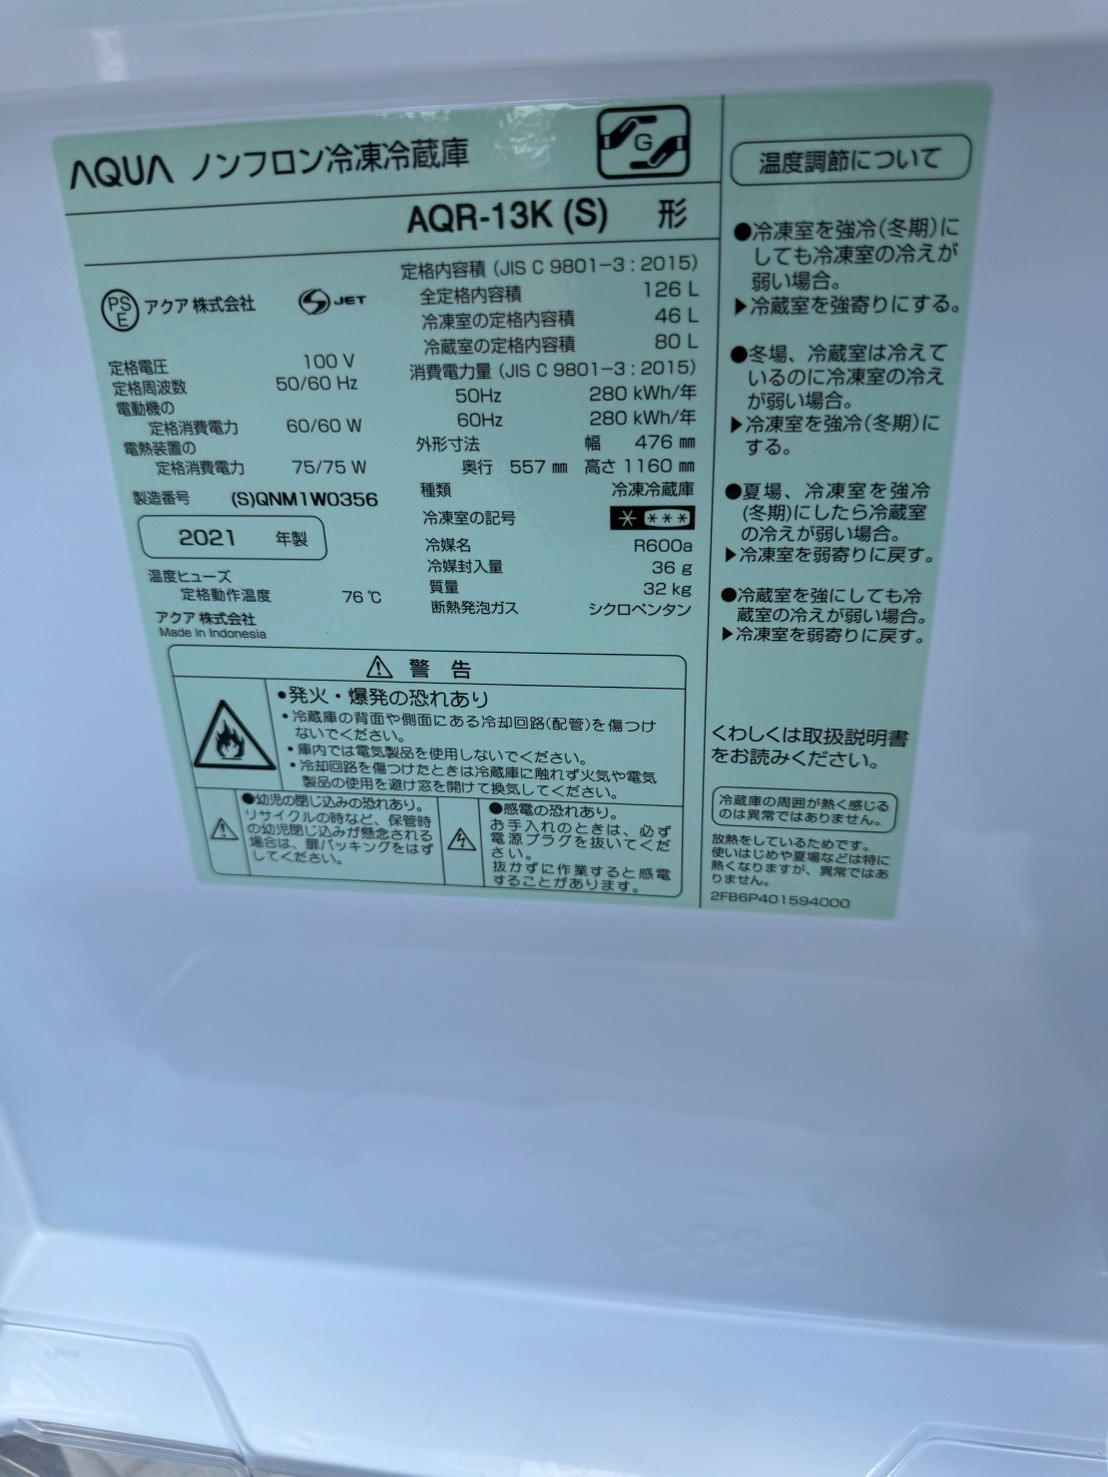 AQUA ノンフロン冷凍冷蔵庫
G
AQR-13K (S) 形
PS
E
アクア 株式会社
S JET
定格電圧 100 V
定格周波数 50/60 Hz
電動機の
定格消費電力 60/60 W
電熱装置の
定格消費電力 75/75 W
製造番号 (S)QNM1W0356
2021 年製
温度ヒューズ
定格動作温度 76 ℃
アクア 株式会社
Made in Indonesia
定格内容積 (JIS C 9801-3 : 2015)
全定格内容積 126 L
冷凍室の定格内容積 46 L
冷蔵室の定格内容積 80 L
消費電力量 (JIS C 9801-3 : 2015)
50Hz 280 kWh/年
60Hz 280 kWh/年
外形寸法 幅 476 ㎜
奥行 557 ㎜ 高さ 1160 ㎜
種類 冷凍冷蔵庫
冷凍室の記号 * ***
冷媒名 R600a
冷媒封入量 36 g
質量 32 kg
断熱発泡ガス シクロペンタン
⚠ 警 告
•発火・爆発の恐れあり
・冷蔵庫の背面や側面にある冷却回路(配管)を傷つけ
ないでください。
・庫内では電気製品を使用しないでください。
・冷却回路を傷つけたときは冷蔵庫に触れず火気や電気
製品の使用を避け窓を開けて換気してください。
●幼児の閉じ込みの恐れあり。
リサイクルの時など、保管時
の幼児閉じ込みが懸念される
場合は、扉パッキングをはず
してください。
●感電の恐れあり。
お手入れのときは、必ず
電源プラグを抜いてくだ
さい。
抜かずに作業すると感電
することがあります。
温度調節について
●冷凍室を強冷(冬期)に
しても冷凍室の冷えが
弱い場合。
▶冷蔵室を強寄りにする。
●冬場、冷蔵室は冷えて
いるのに冷凍室の冷え
が弱い場合。
▶冷凍室を強冷(冬期)に
する。
●夏場、冷凍室を強冷
(冬期)にしたら冷蔵室
の冷えが弱い場合。
▶冷凍室を弱寄りに戻す。
●冷蔵室を強にしても冷
蔵室の冷えが弱い場合。
▶冷凍室を弱寄りに戻す。
くわしくは取扱説明書
をお読みください。
冷蔵庫の周囲が熱く感じる
のは異常ではありません。
放熱をしているためです。
使いはじめや夏場などは特に
熱くなりますが、異常ではあ
りません。
2FB6P401594000
>PS<